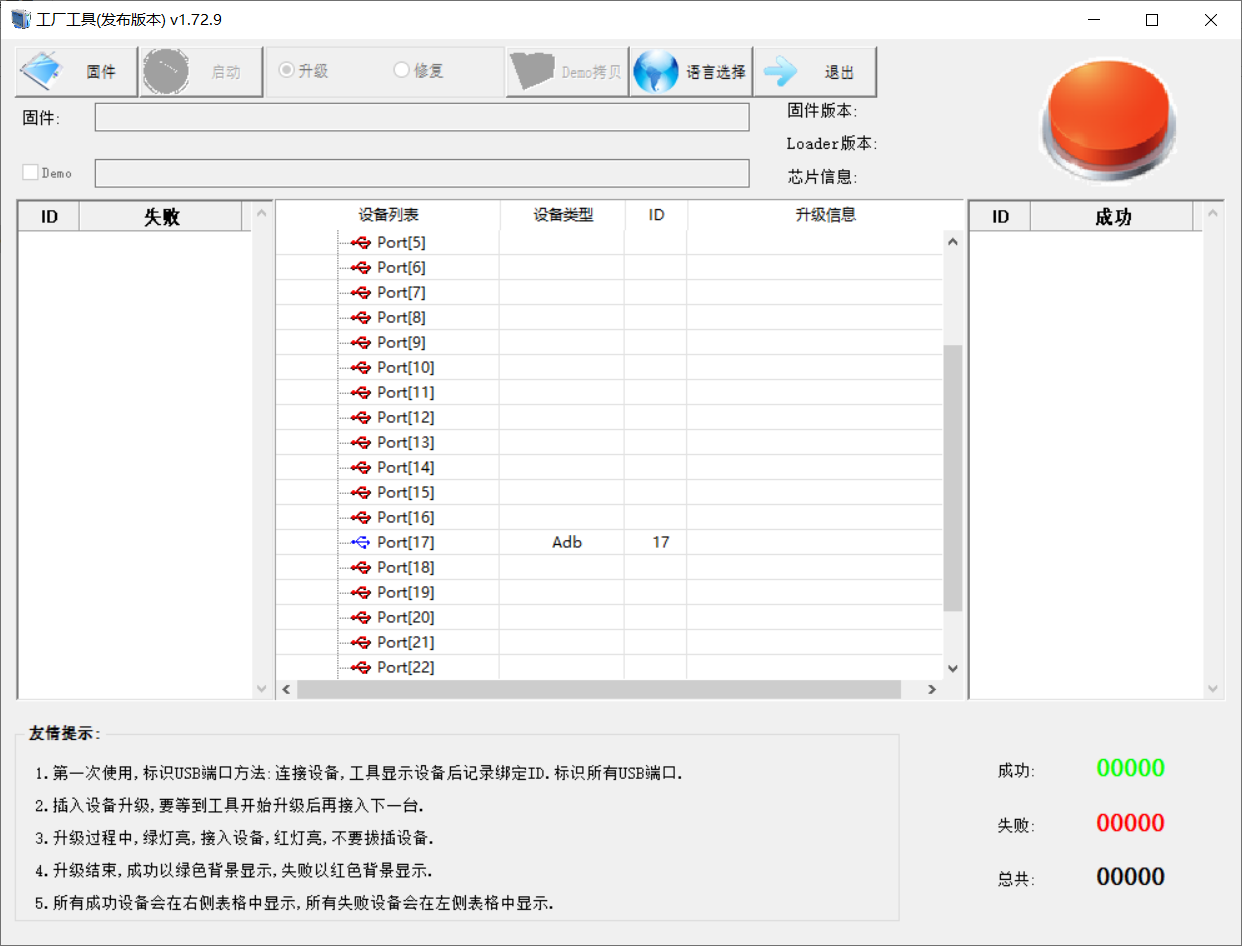 工厂工具(发布版本) v1.72.9
固件 启动 升级 修复 Demo拷贝 语言选择 退出
固件: 固件版本:
Loader版本:
Demo 芯片信息:
ID 失败 设备列表 设备类型 ID 升级信息 ID 成功
Port[5]
Port[6]
Port[7]
Port[8]
Port[9]
Port[10]
Port[11]
Port[12]
Port[13]
Port[14]
Port[15]
Port[16]
Port[17] Adb 17
Port[18]
Port[19]
Port[20]
Port[21]
Port[22]
友情提示:
1.第一次使用,标识USB端口方法:连接设备,工具显示设备后记录绑定ID.标识所有USB端口.
2.插入设备升级,要等到工具开始升级后再接入下一台.
3.升级过程中,绿灯亮,接入设备,红灯亮,不要拔插设备.
4.升级结束,成功以绿色背景显示,失败以红色背景显示.
5.所有成功设备会在右侧表格中显示,所有失败设备会在左侧表格中显示.
成功: 00000
失败: 00000
总共: 00000